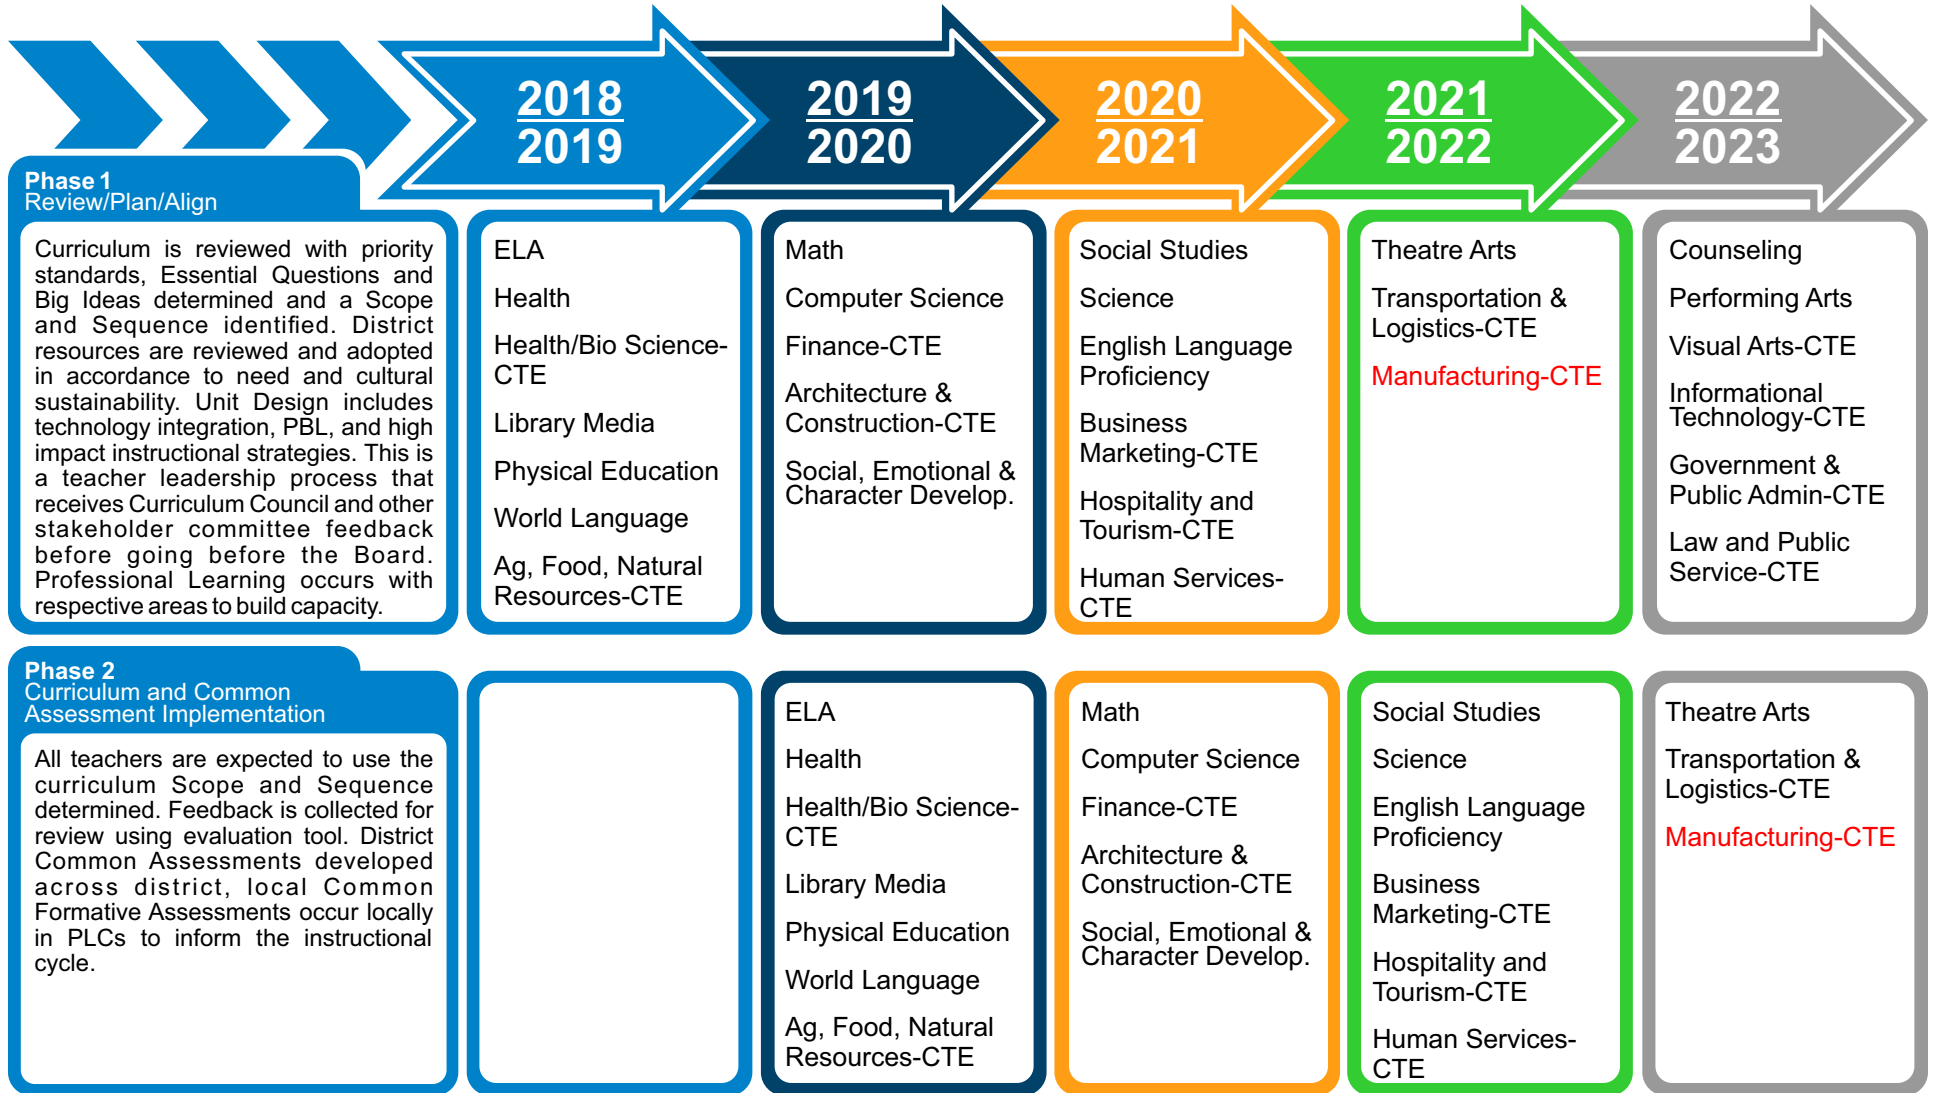 2018
2019
2019
2020
2020
2021
2021
2022
2022
2023
Phase 1
Review/Plan/Align
Curriculum is reviewed with priority
standards, Essential Questions and
Big Ideas determined and a Scope
and Sequence identified. District
resources are reviewed and adopted
in accordance to need and cultural
sustainability. Unit Design includes
technology integration, PBL, and high
impact instructional strategies. This is
a teacher leadership process that
receives Curriculum Council and other
stakeholder committee feedback
before going before the Board.
Professional Learning occurs with
respective areas to build capacity.
ELA
Health
Health/Bio Science-
CTE
Library Media
Physical Education
World Language
Ag, Food, Natural
Resources-CTE
Math
Computer Science
Finance-CTE
Architecture &
Construction-CTE
Social, Emotional &
Character Develop.
Social Studies
Science
English Language
Proficiency
Business
Marketing-CTE
Hospitality and
Tourism-CTE
Human Services-
CTE
Theatre Arts
Transportation &
Logistics-CTE
Manufacturing-CTE
Counseling
Performing Arts
Visual Arts-CTE
Informational
Technology-CTE
Government &
Public Admin-CTE
Law and Public
Service-CTE
Phase 2
Curriculum and Common
Assessment Implementation
All teachers are expected to use the
curriculum Scope and Sequence
determined. Feedback is collected for
review using evaluation tool. District
Common Assessments developed
across district, local Common
Formative Assessments occur locally
in PLCs to inform the instructional
cycle.
ELA
Health
Health/Bio Science-
CTE
Library Media
Physical Education
World Language
Ag, Food, Natural
Resources-CTE
Math
Computer Science
Finance-CTE
Architecture &
Construction-CTE
Social, Emotional &
Character Develop.
Social Studies
Science
English Language
Proficiency
Business
Marketing-CTE
Hospitality and
Tourism-CTE
Human Services-
CTE
Theatre Arts
Transportation &
Logistics-CTE
Manufacturing-CTE